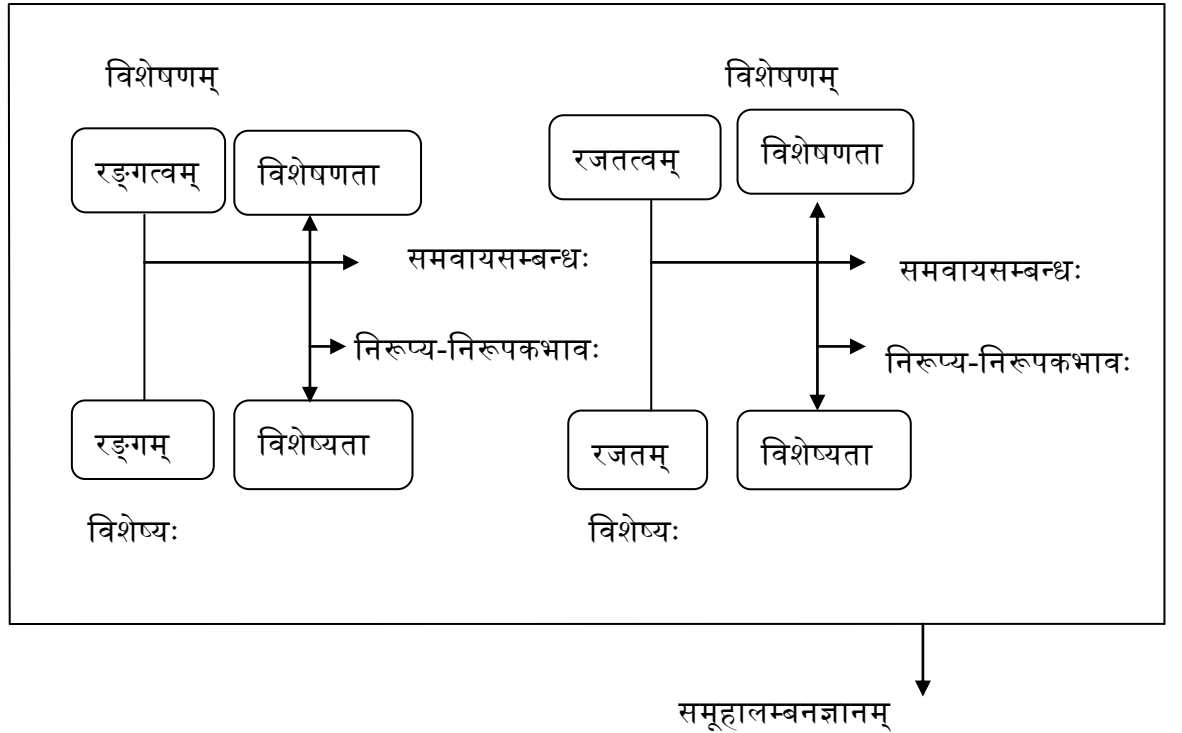 विशेषणम्
विशेषणम्
रङ्गत्वम्
विशेषणता
रजतत्वम्
विशेषणता
समवायसम्बन्धः
समवायसम्बन्धः
निरूप्य-निरूपकभावः
निरूप्य-निरूपकभावः
रङ्गम्
विशेष्यता
रजतम्
विशेष्यता
विशेष्यः
विशेष्यः
समूहालम्बनज्ञानम्